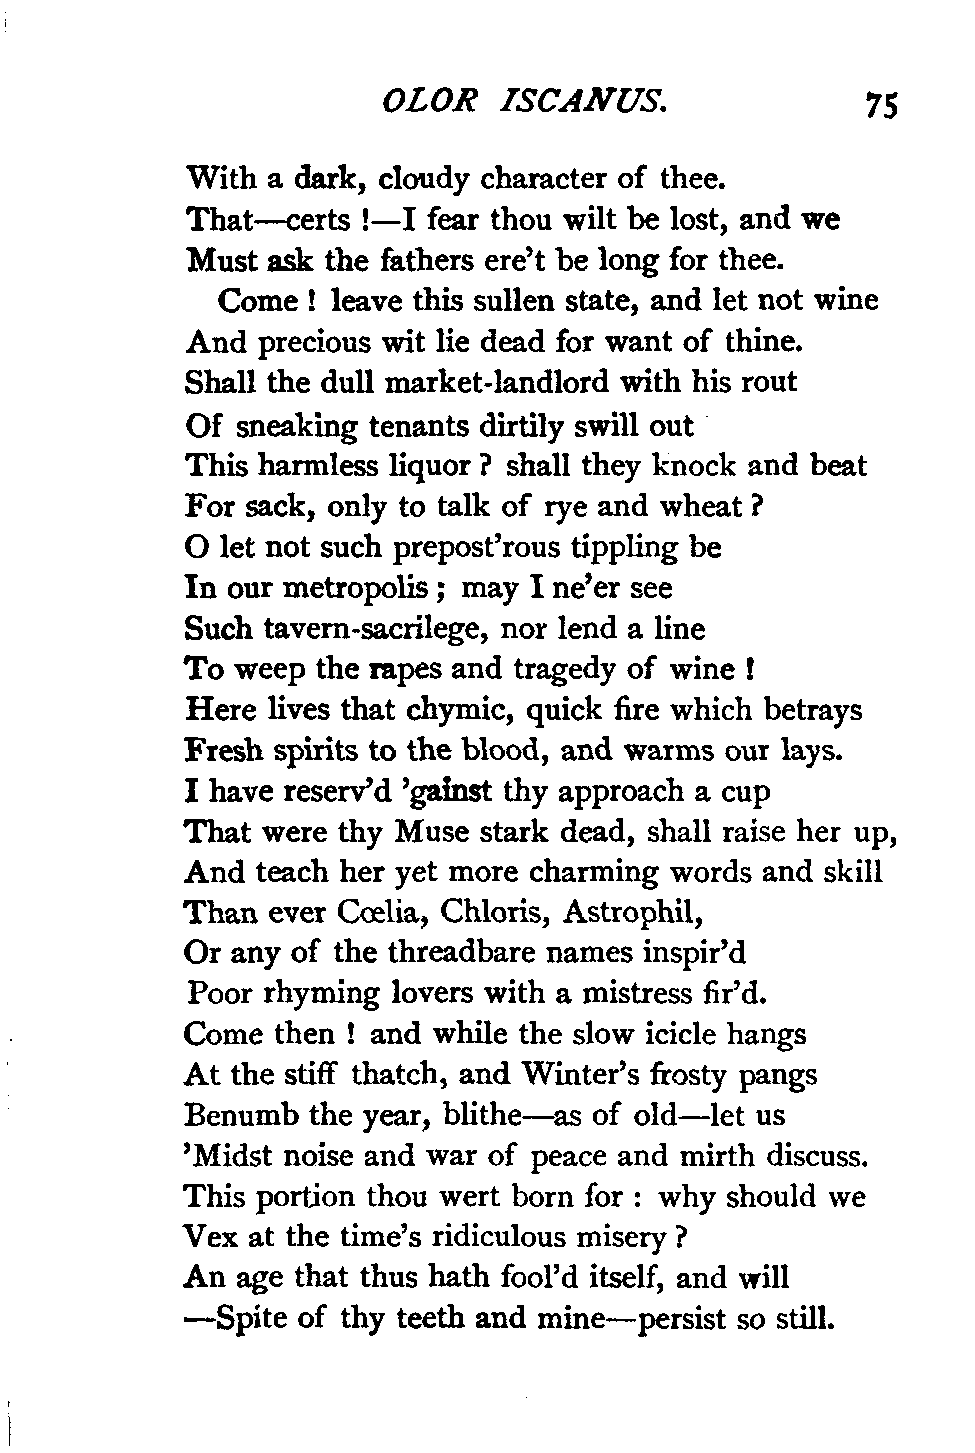 OLOR ISCANUS. 75
With a dark, cloudy character of thee.
That—certs !—I fear thou wilt be lost, and we
Must ask the fathers ere't be long for thee.
Come ! leave this sullen state, and let not wine
And precious wit lie dead for want of thine.
Shall the dull market-landlord with his rout
Of sneaking tenants dirtily swill out
This harmless liquor ? shall they knock and beat
For sack, only to talk of rye and wheat ?
O let not such prepost'rous tippling be
In our metropolis ; may I ne'er see
Such tavern-sacrilege, nor lend a line
To weep the rapes and tragedy of wine !
Here lives that chymic, quick fire which betrays
Fresh spirits to the blood, and warms our lays.
I have reserv'd 'gainst thy approach a cup
That were thy Muse stark dead, shall raise her up,
And teach her yet more charming words and skill
Than ever Cœlia, Chloris, Astrophil,
Or any of the threadbare names inspir'd
Poor rhyming lovers with a mistress fir'd.
Come then ! and while the slow icicle hangs
At the stiff thatch, and Winter's frosty pangs
Benumb the year, blithe—as of old—let us
'Midst noise and war of peace and mirth discuss.
This portion thou wert born for : why should we
Vex at the time's ridiculous misery ?
An age that thus hath fool'd itself, and will
—Spite of thy teeth and mine—persist so still.